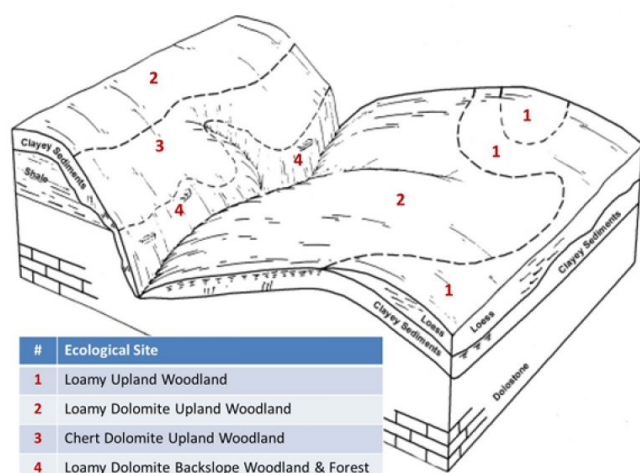 2
1
1
3
4
2
4
1
Clayey Sediments
Shale
Loess
Clayey Sediments
Loess
Clayey Sediments
Dolostone
# Ecological Site
1 Loamy Upland Woodland
2 Loamy Dolomite Upland Woodland
3 Chert Dolomite Upland Woodland
4 Loamy Dolomite Backslope Woodland & Forest